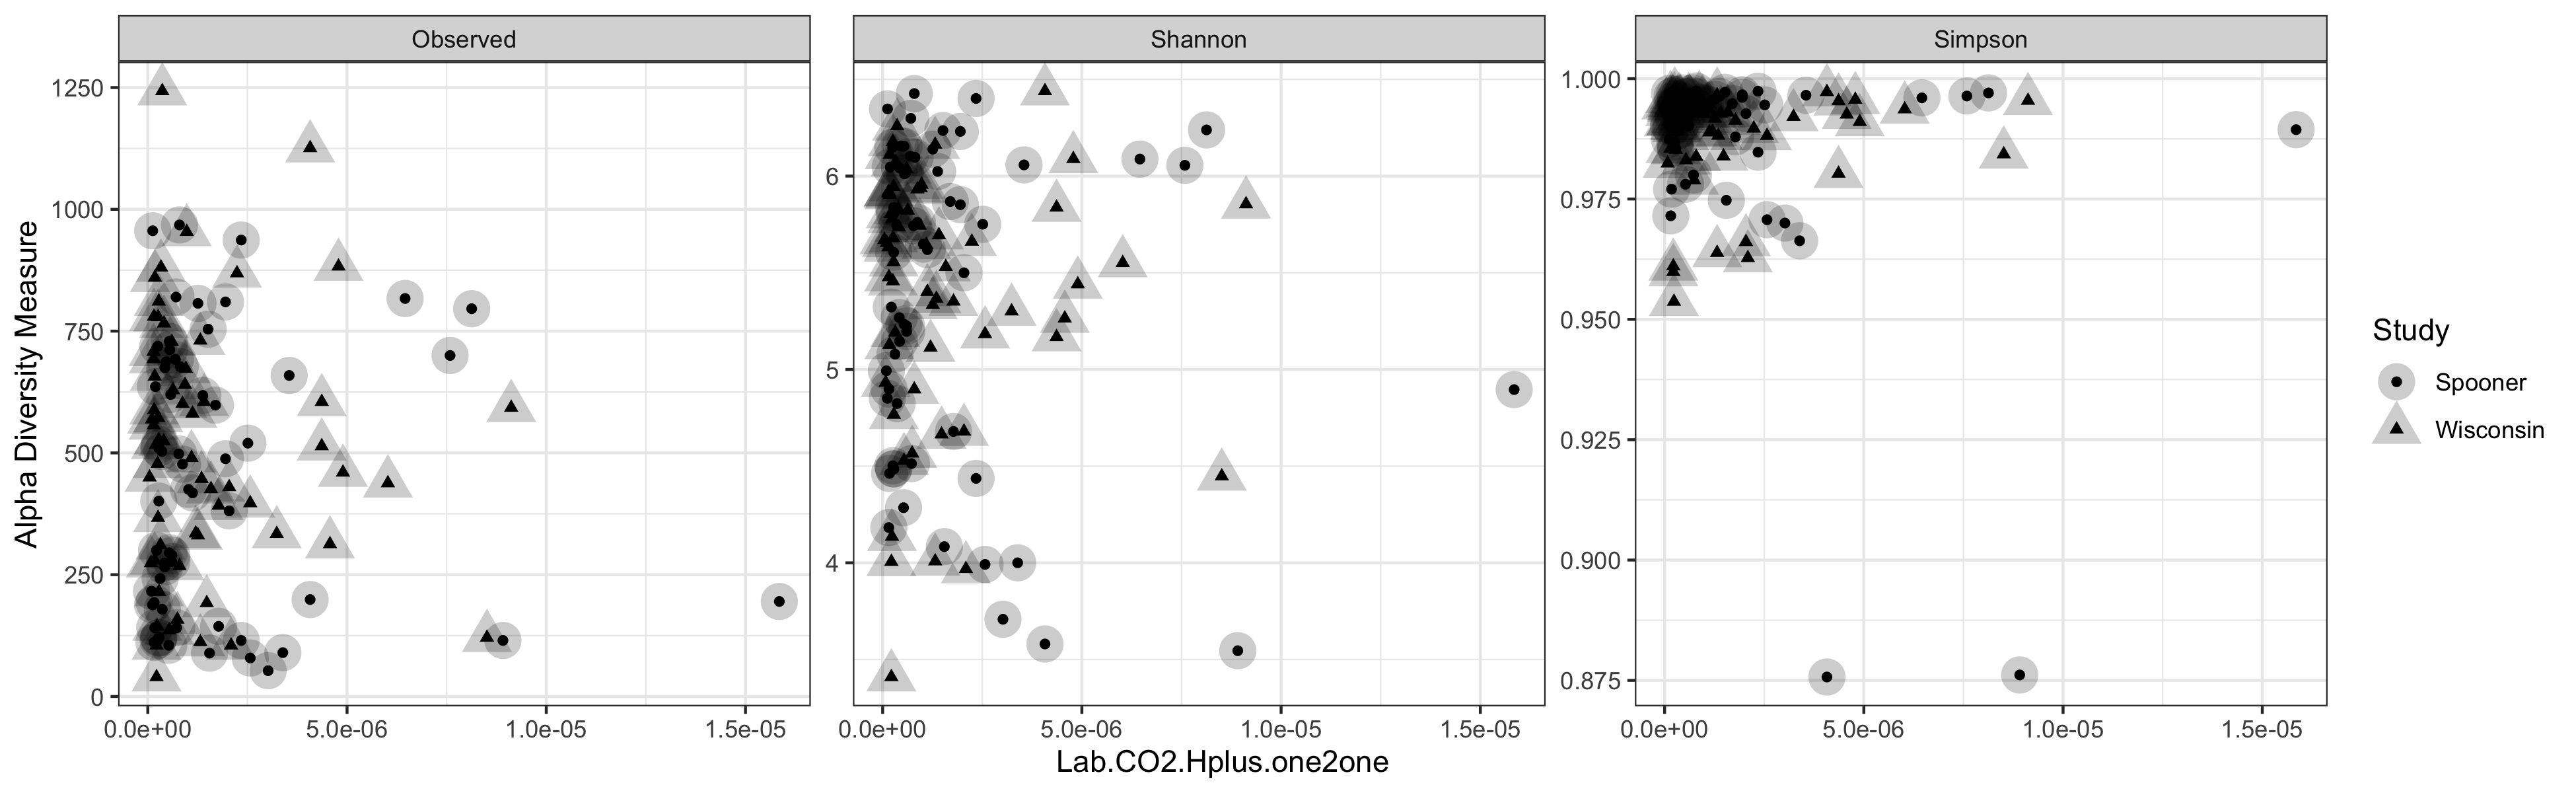 Observed
Shannon
Simpson
Alpha Diversity Measure
1250
1000
750
500
250
0
6
5
4
1.000
0.975
0.950
0.925
0.900
0.875
0.0e+00 5.0e-06 1.0e-05 1.5e-05
0.0e+00 5.0e-06 1.0e-05 1.5e-05
0.0e+00 5.0e-06 1.0e-05 1.5e-05
Lab.CO2.Hplus.one2one
Study
Spooner
Wisconsin